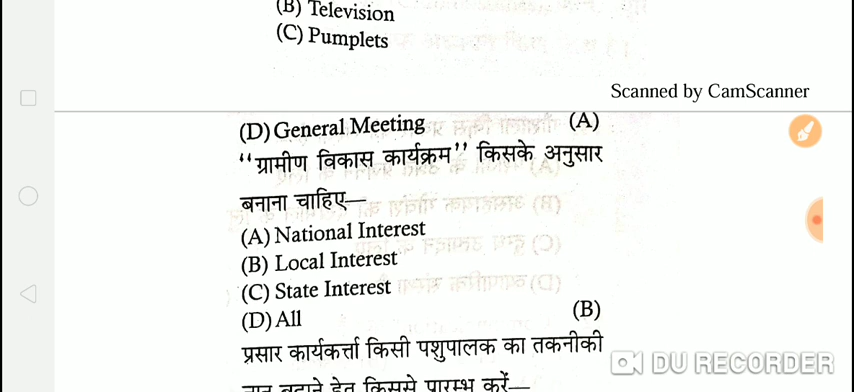 (B) Television
(C) Pumplets
Scanned by CamScanner
(D) General Meeting (A)
‘‘ग्रामीण विकास कार्यक्रम’’ किसके अनुसार
बनाना चाहिए—
(A) National Interest
(B) Local Interest
(C) State Interest
(D) All (B)
प्रसार कार्यकर्त्ता किसी पशुपालक का तकनीकी
DU RECORDER